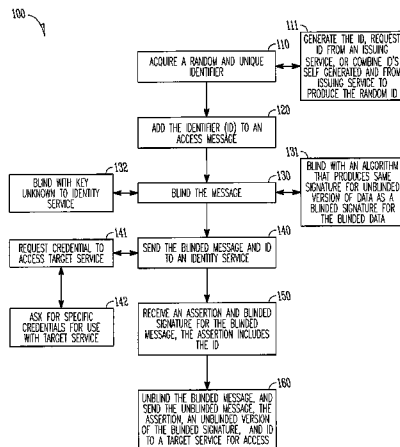 100
110
ACQUIRE A RANDOM AND UNIQUE
IDENTIFIER
111
GENERATE THE ID, REQUEST
ID FROM AN ISSUING
SERVICE, OR COMBINE ID'S
SELF GENERATED AND FROM
ISSUING SERVICE TO
PRODUCE THE RANDOM ID
120
ADD THE IDENTIFIER (ID) TO AN
ACCESS MESSAGE
132
BLIND WITH KEY
UNKNOWN TO IDENTITY
SERVICE
130
BLIND THE MESSAGE
131
BLIND WITH AN ALGORITHM
THAT PRODUCES SAME
SIGNATURE FOR UNBLINDED
VERSION OF DATA AS A
BLINDED SIGNATURE FOR
THE BLINDED DATA
141
REQUEST CREDENTIAL TO
ACCESS TARGET SERVICE
140
SEND THE BLINDED MESSAGE AND ID
TO AN IDENTITY SERVICE
142
ASK FOR SPECIFIC
CREDENTIALS FOR USE
WITH TARGET SERVICE
150
RECEIVE AN ASSERTION AND BLINDED
SIGNATURE FOR THE BLINDED
MESSAGE, THE ASSERTION INCLUDES
THE ID
160
UNBLIND THE BLINDED MESSAGE, AND
SEND THE UNBLINDED MESSAGE, THE
ASSERTION, AN UNBLINDED VERSION
OF THE BLINDED SIGNATURE, AND ID
TO A TARGET SERVICE FOR ACCESS